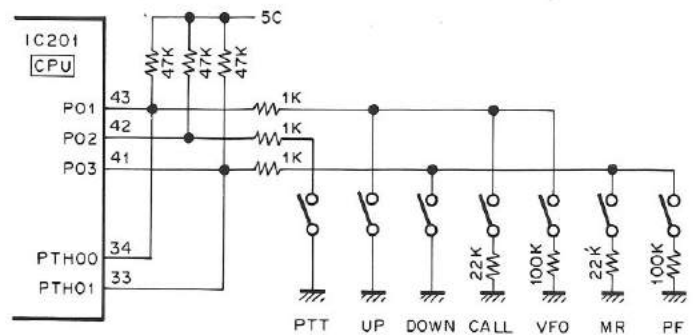 5C
IC201
CPU
47K 47K 47K
PO1 43 1K
PO2 42 1K
PO3 41 1K
PTH00 34
PTH01 33
22K 100K 22K 100K
PTT UP DOWN CALL VFO MR PF